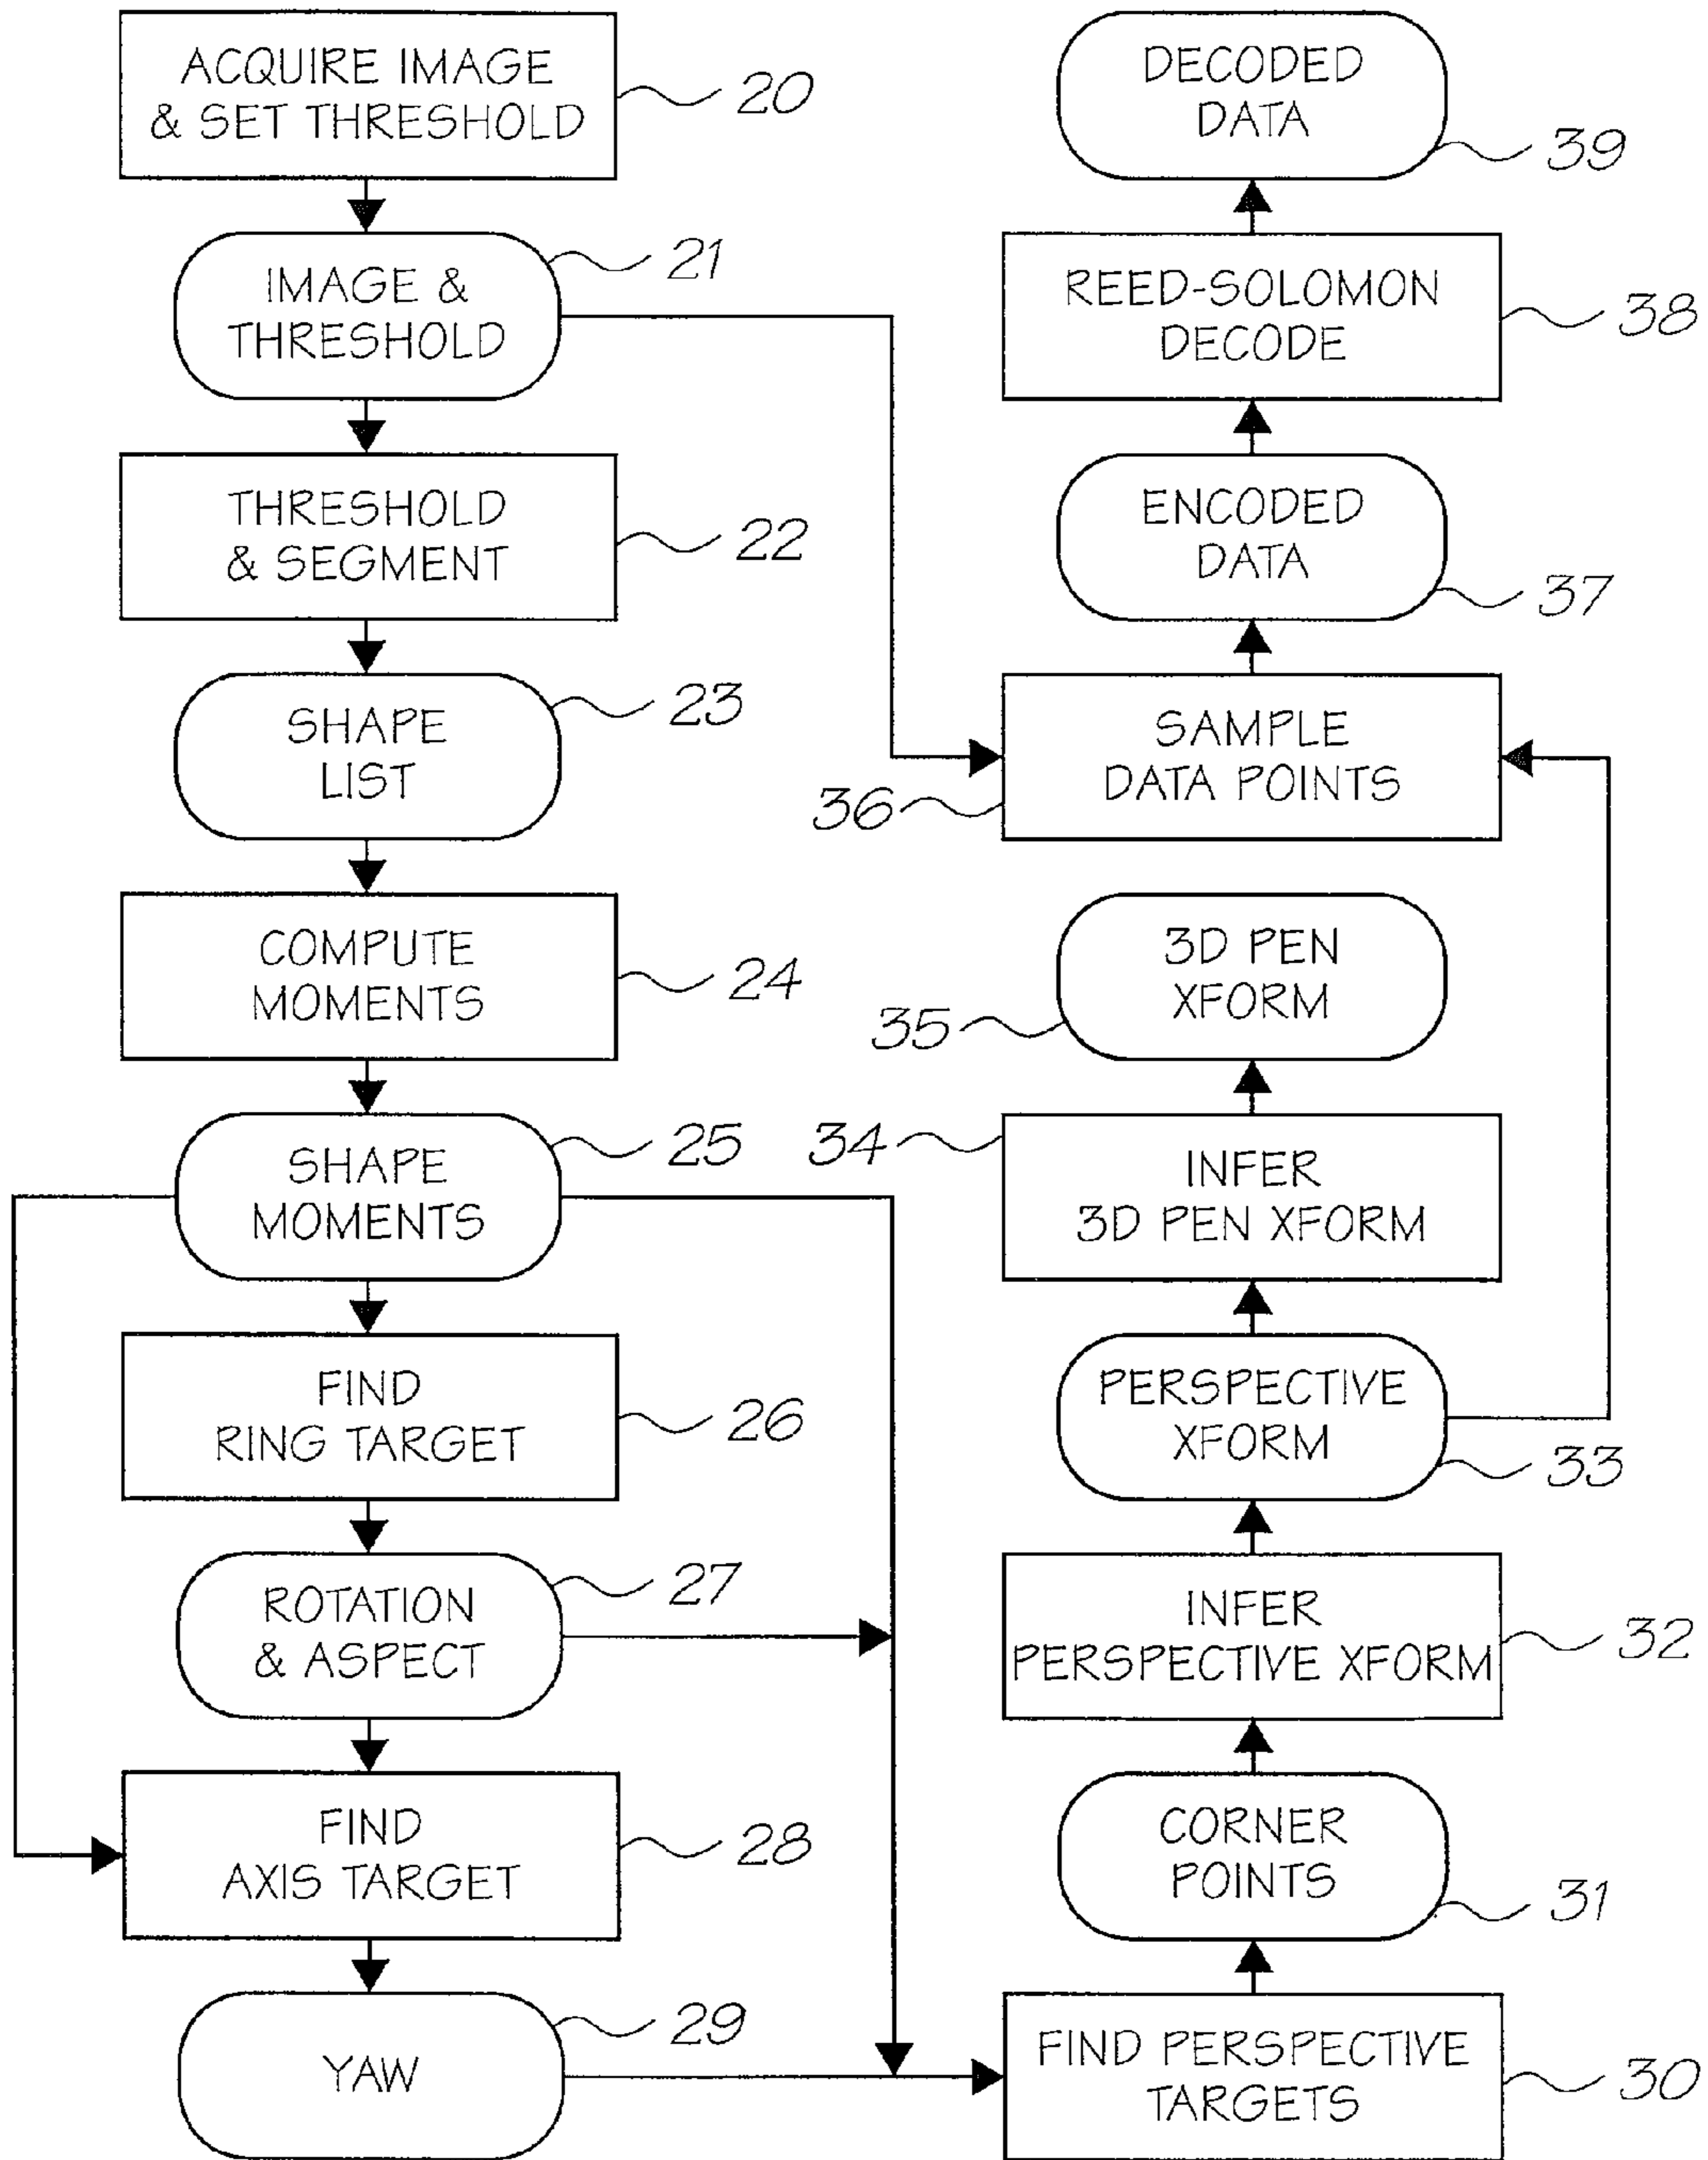 ACQUIRE IMAGE
& SET THRESHOLD
20
IMAGE &
THRESHOLD
21
THRESHOLD
& SEGMENT
22
SHAPE
LIST
23
COMPUTE
MOMENTS
24
SHAPE
MOMENTS
25
FIND
RING TARGET
26
ROTATION
& ASPECT
27
FIND
AXIS TARGET
28
YAW
29
DECODED
DATA
39
REED-SOLOMON
DECODE
38
ENCODED
DATA
37
SAMPLE
DATA POINTS
36
3D PEN
XFORM
35
INFER
3D PEN XFORM
34
PERSPECTIVE
XFORM
33
INFER
PERSPECTIVE XFORM
32
CORNER
POINTS
31
FIND PERSPECTIVE
TARGETS
30